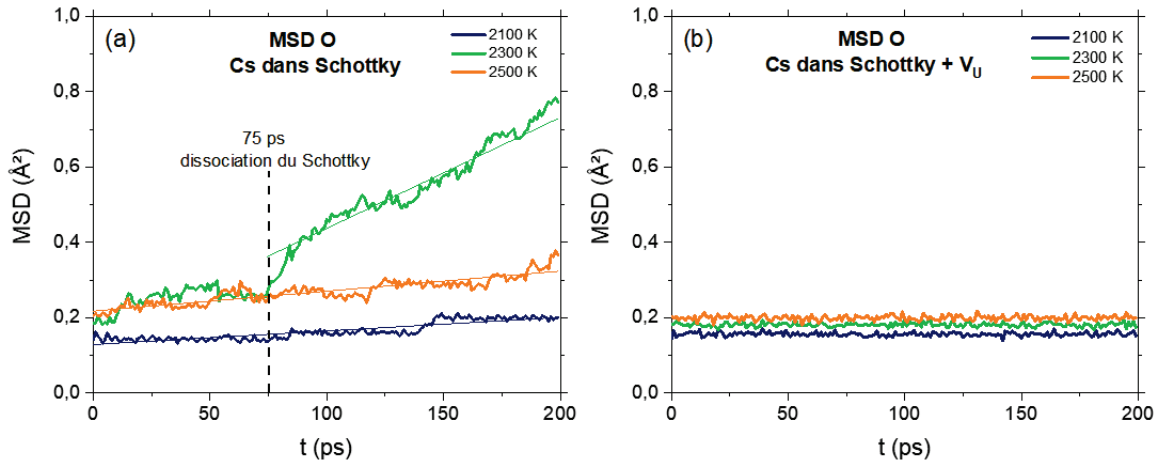 (a)
MSD O
Cs dans Schottky
2100 K
2300 K
2500 K
75 ps
dissociation du Schottky
MSD (Å²)
1,0
0,8
0,6
0,4
0,2
0,0
0
50
100
150
200
t (ps)
(b)
MSD O
Cs dans Schottky + VU
2100 K
2300 K
2500 K
MSD (Å²)
1,0
0,8
0,6
0,4
0,2
0,0
0
50
100
150
200
t (ps)